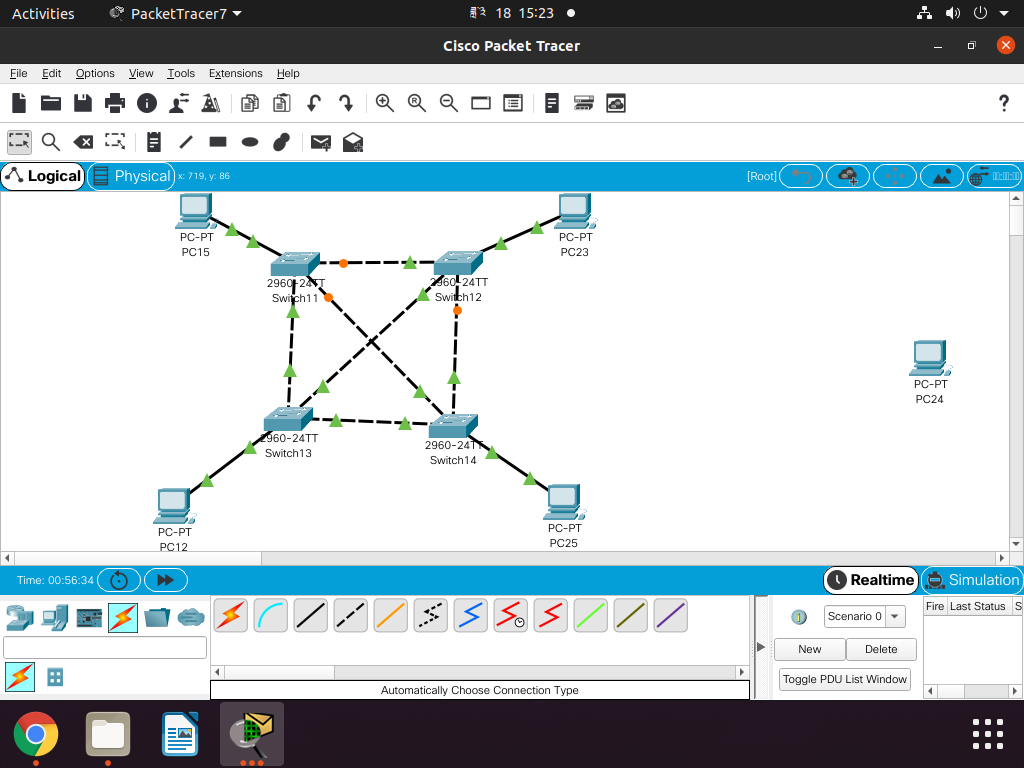 Activities
PacketTracer7
18 15:23
Cisco Packet Tracer
File Edit Options View Tools Extensions Help
?
Logical
Physical
x: 719, y: 86
[Root]
PC-PT
PC15
PC-PT
PC23
2960-24TT
Switch11
2960-24TT
Switch12
PC-PT
PC24
2960-24TT
Switch13
2960-24TT
Switch14
PC-PT
PC12
PC-PT
PC25
Time: 00:56:34
Realtime
Simulation
Scenario 0
New
Delete
Toggle PDU List Window
Fire Last Status S
Automatically Choose Connection Type